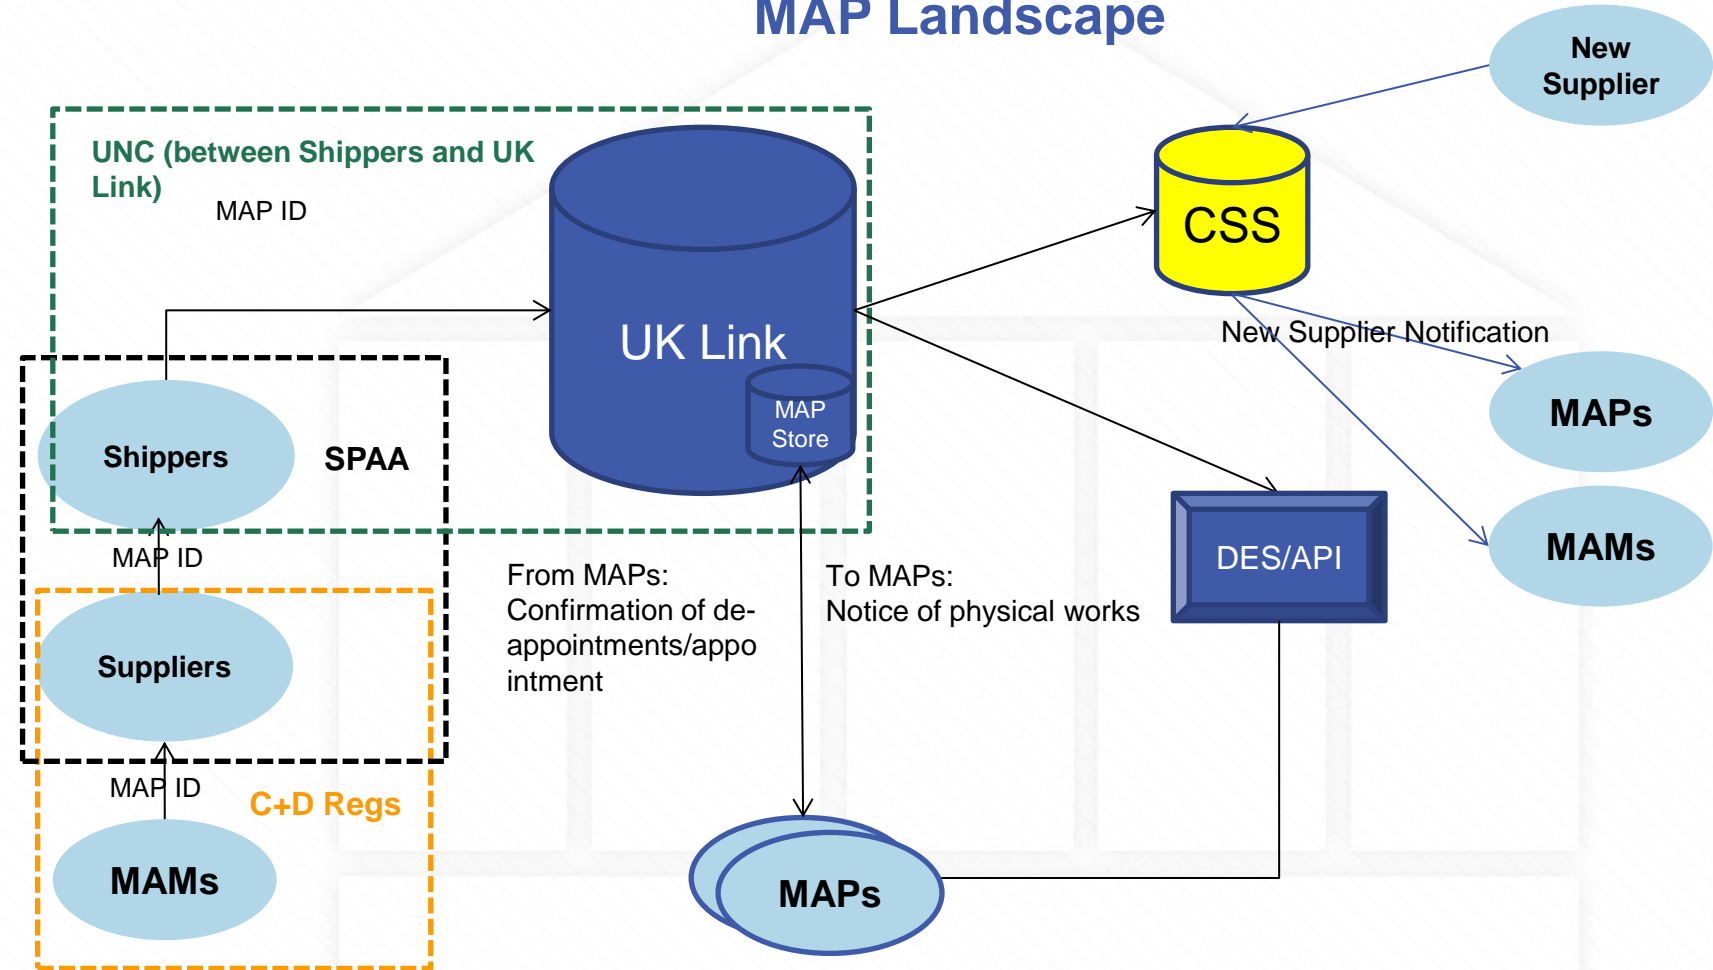 MAP Landscape
New
Supplier
UNC (between Shippers and UK
Link)
MAP ID
CSS
UK Link
New Supplier Notification
MAP
Store
MAPs
Shippers
SPAA
MAMs
MAP ID
From MAPs:
Confirmation of de-
appointments/appo
intment
To MAPs:
Notice of physical works
DES/API
Suppliers
MAP ID
C+D Regs
MAMs
MAPs